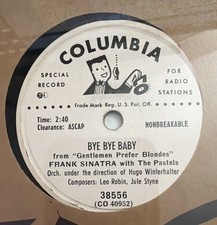 COLUMBIA
SPECIAL RECORD
FOR RADIO STATIONS
Trade Mark Reg. U.S. Pat. Off.
Time: 2:40
Clearance: ASCAP
NONBREAKABLE
BYE BYE BABY
from "Gentlemen Prefer Blondes"
FRANK SINATRA with The Pastels
Orch. under the direction of Hugo Winterhalter
Composers: Leo Robin, Jule Styne
38556
(CO 40952)